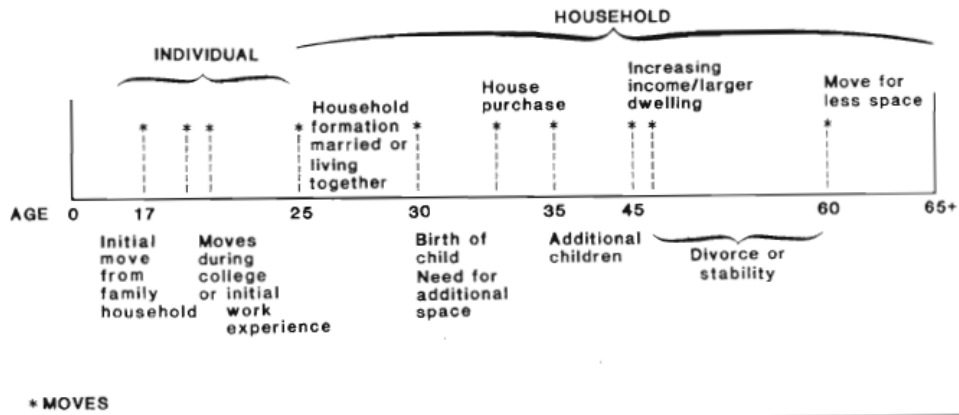 HOUSEHOLD
INDIVIDUAL
Household
formation
married or
living
together
House
purchase
Increasing
income/larger
dwelling
Move for
less space
* * * * * * * * * *
AGE 0 17 25 30 35 45 60 65+
Initial
move
from
family
household
Moves
during
college
or initial
work
experience
Birth of
child
Need for
additional
space
Additional
children
Divorce or
stability
* MOVES